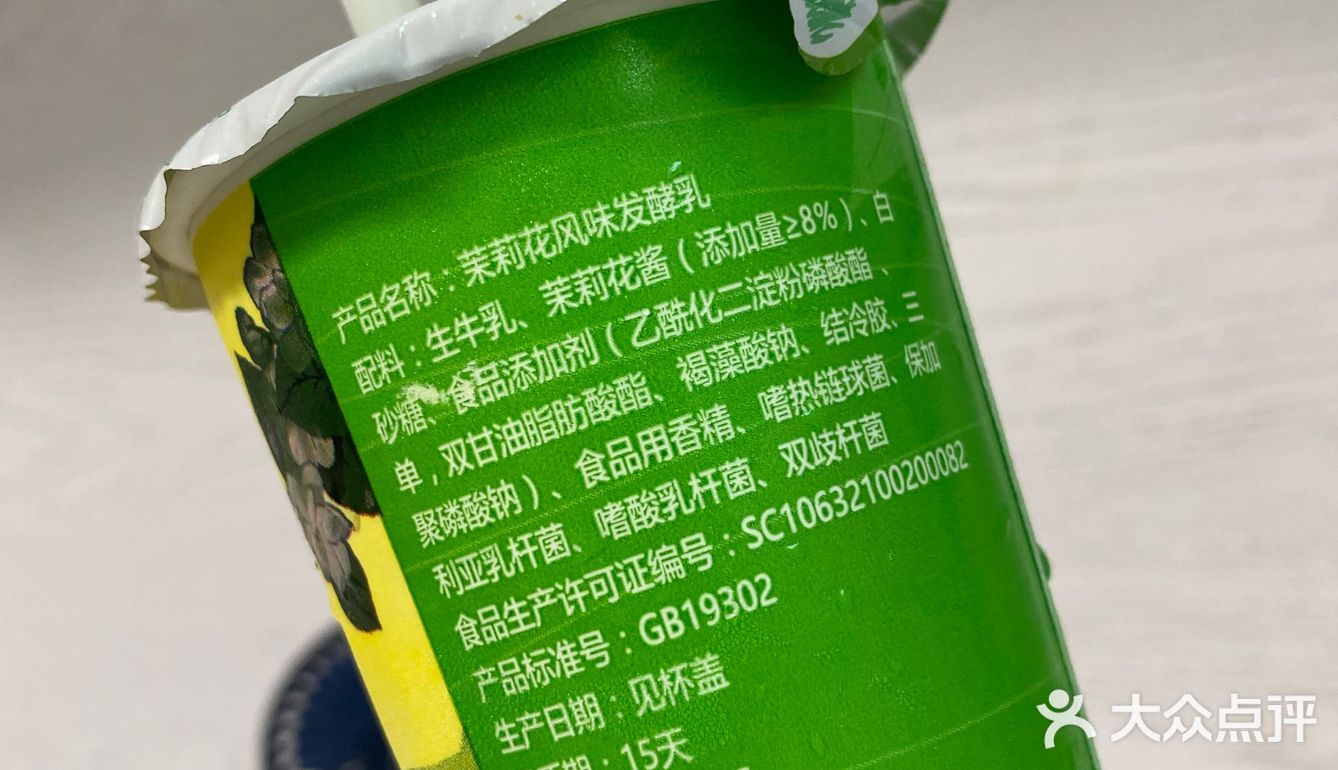 产品名称：茉莉花风味发酵乳
配料：生牛乳、茉莉花酱（添加量≥8%）、白
砂糖、食品添加剂（乙酰化二淀粉磷酸酯、
单，双甘油脂肪酸酯、褐藻酸钠、结冷胶、三
聚磷酸钠）、食品用香精、嗜热链球菌、保加
利亚乳杆菌、嗜酸乳杆菌、双歧杆菌
食品生产许可证编号：SC10632100200082
产品标准号：GB19302
生产日期：见杯盖
期：15天
大众点评